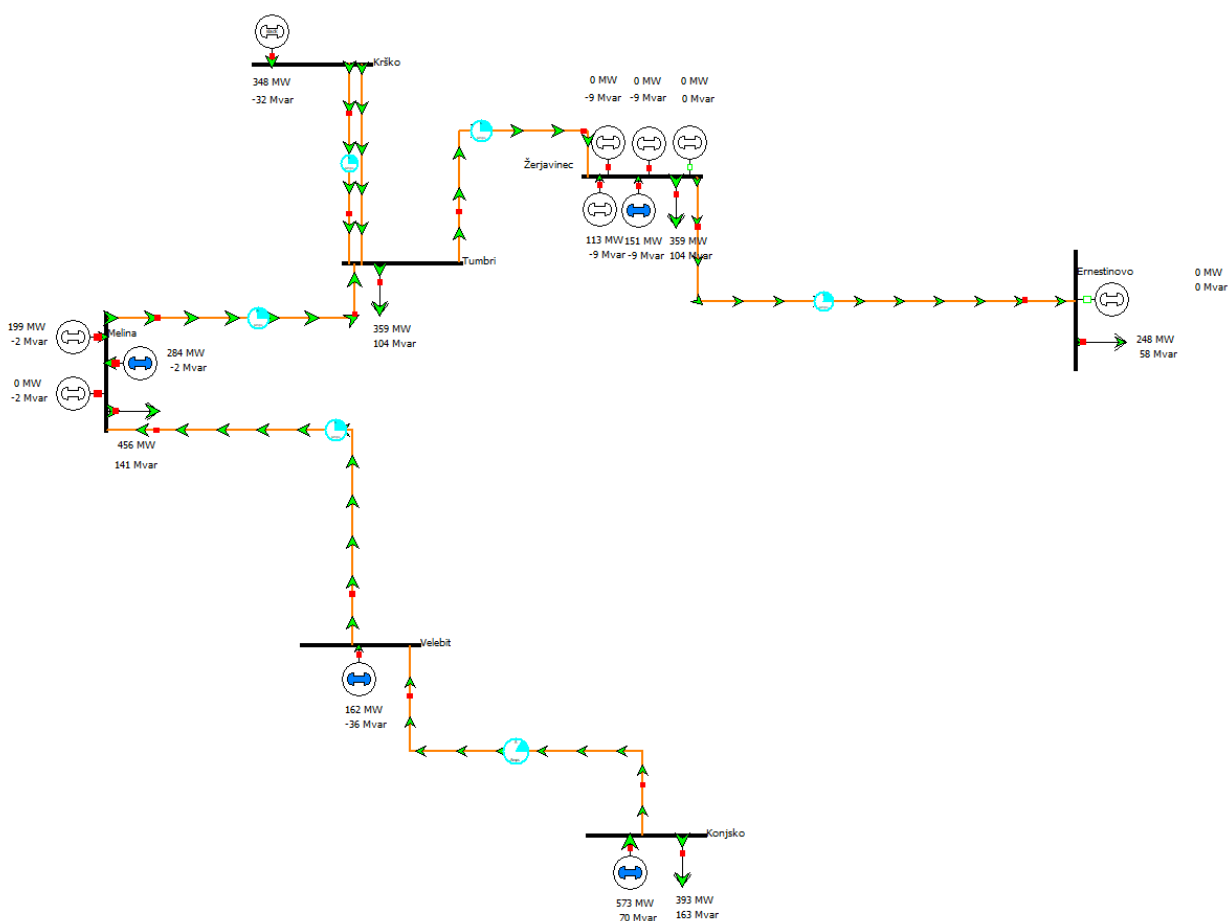 Krško
348 MW
-32 Mvar
0 MW
-9 Mvar
0 MW
-9 Mvar
0 MW
0 Mvar
Žerjavinec
113 MW
-9 Mvar
151 MW
-9 Mvar
359 MW
104 Mvar
Tumbri
359 MW
104 Mvar
Ernestinovo
0 MW
0 Mvar
248 MW
58 Mvar
Melina
199 MW
-2 Mvar
284 MW
-2 Mvar
0 MW
-2 Mvar
456 MW
141 Mvar
Velebit
162 MW
-36 Mvar
Konjsko
573 MW
70 Mvar
393 MW
163 Mvar